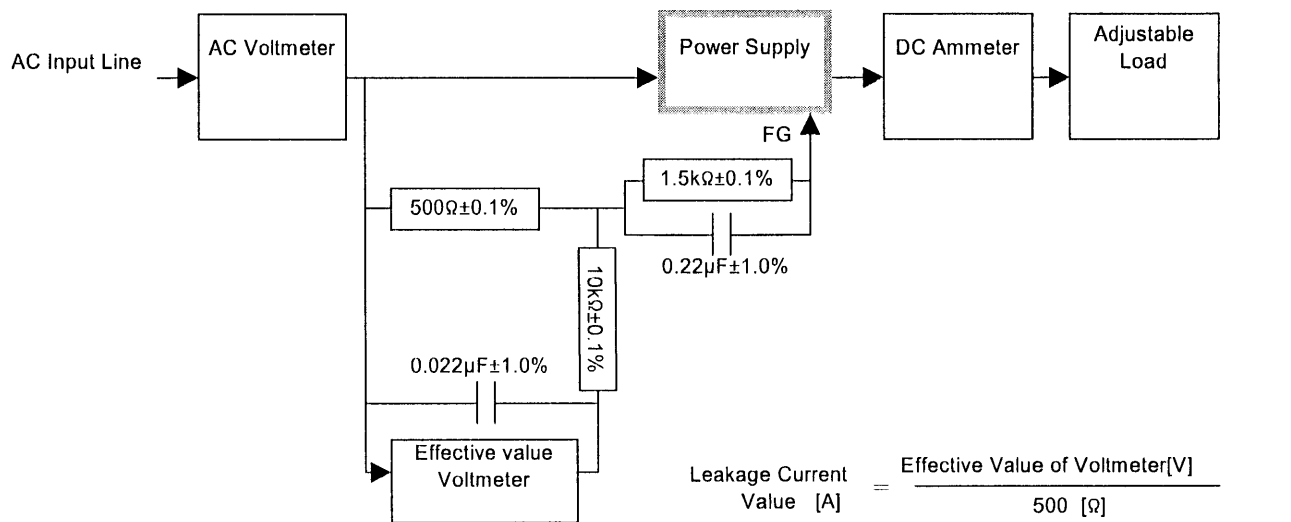 AC Input Line
AC Voltmeter
Power Supply
DC Ammeter
Adjustable
Load
FG
1.5kΩ±0.1%
500Ω±0.1%
0.22µF±1.0%
10kΩ±0.1%
0.022µF±1.0%
Effective value
Voltmeter
Leakage Current
Value [A]
=
Effective Value of Voltmeter[V]
500 [Ω]